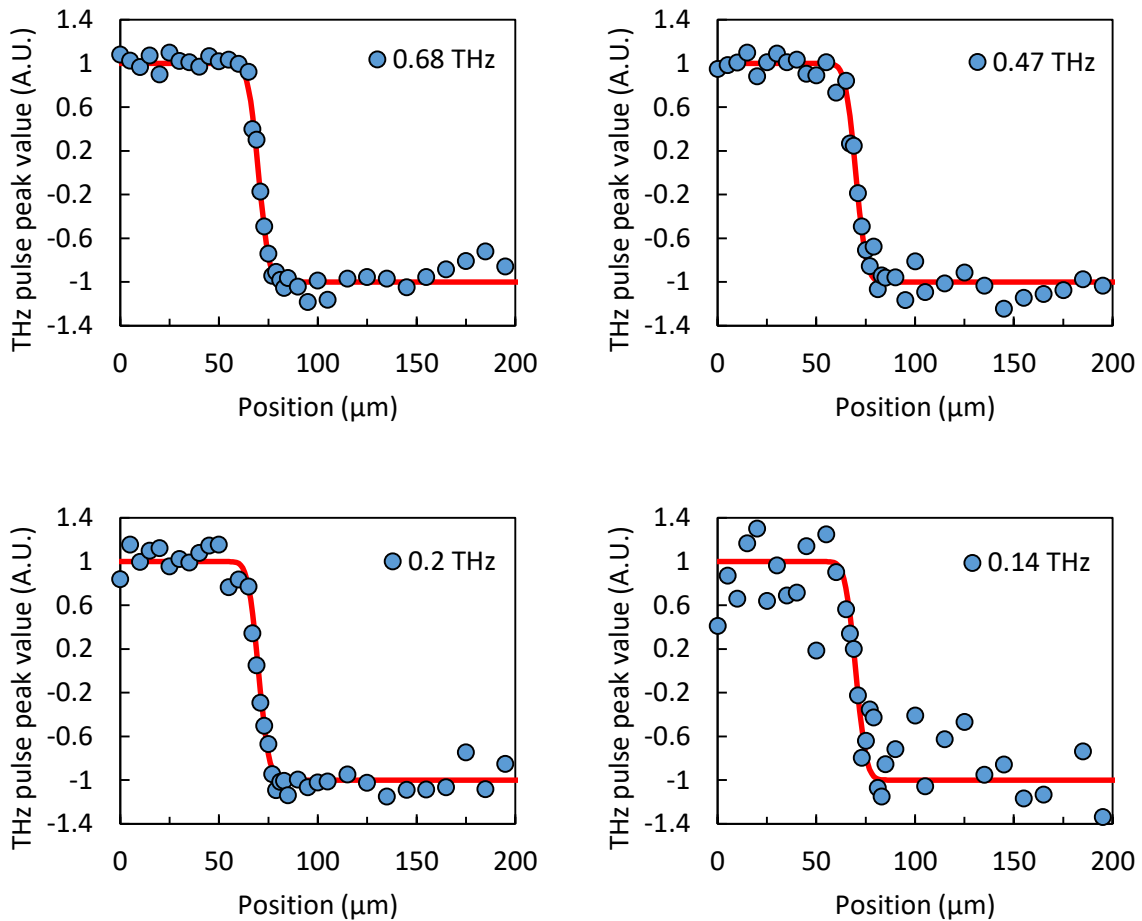 THz pulse peak value (A.U.)
1.4
1
0.6
0.2
-0.2
-0.6
-1
-1.4
0.68 THz
0 50 100 150 200
Position (µm)
THz pulse peak value (A.U.)
1.4
1
0.6
0.2
-0.2
-0.6
-1
-1.4
0.47 THz
0 50 100 150 200
Position (µm)
THz pulse peak value (A.U.)
1.4
1
0.6
0.2
-0.2
-0.6
-1
-1.4
0.2 THz
0 50 100 150 200
Position (µm)
THz pulse peak value (A.U.)
1.4
1
0.6
0.2
-0.2
-0.6
-1
-1.4
0.14 THz
0 50 100 150 200
Position (µm)